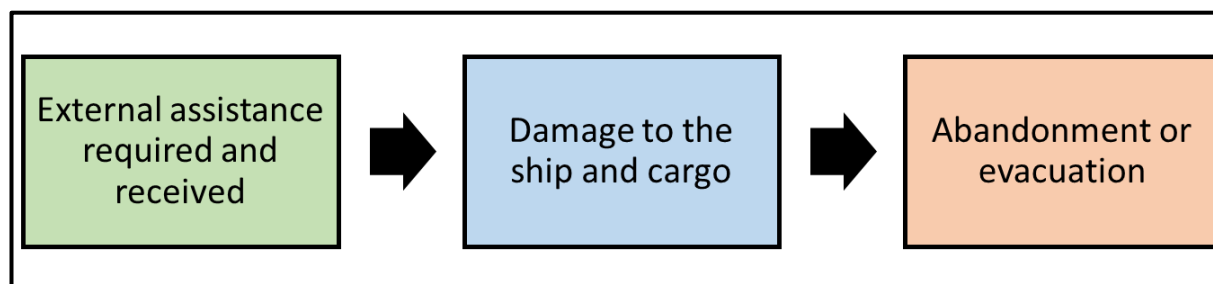 External assistance
required and
received
Damage to the
ship and cargo
Abandonment or
evacuation